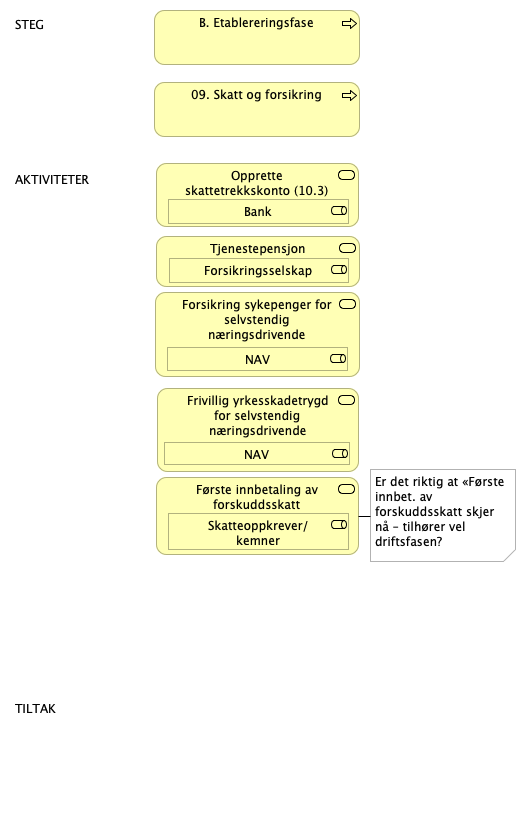 STEG
B. Etablereringsfase
09. Skatt og forsikring
AKTIVITETER
Opprette
skattetrekkskonto (10.3)
Bank
Tjenestepensjon
Forsikringsselskap
Forsikring sykepenger for
selvstendig
næringsdrivende
NAV
Frivillig yrkesskadetrygd
for selvstendig
næringsdrivende
NAV
Første innbetaling av
forskuddsskatt
Skatteoppkrever/
kemner
Er det riktig at «Første
innbet. av
forskuddsskatt skjer
nå – tilhører vel
driftsfasen?
TILTAK